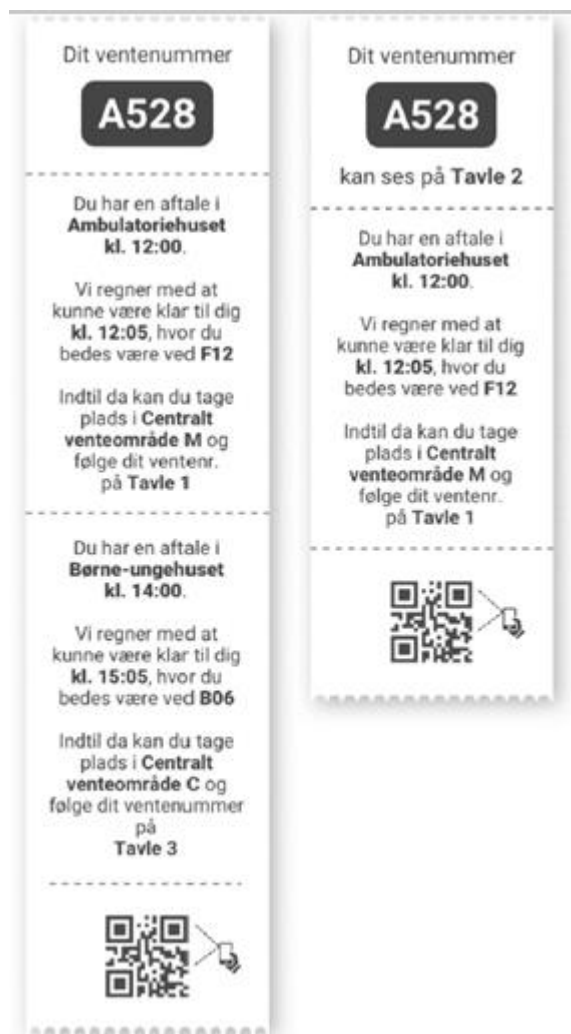 Dit ventenummer
A528
Du har en aftale i
Ambulatoriehuset
kl. 12:00.
Vi regner med at
kunne være klar til dig
kl. 12:05, hvor du
bedes være ved F12
Indtil da kan du tage
plads i Centralt
venteområde M og
følge dit ventenr.
på Tavle 1
Du har en aftale i
Børne-ungehuset
kl. 14:00.
Vi regner med at
kunne være klar til dig
kl. 15:05, hvor du
bedes være ved B06
Indtil da kan du tage
plads i Centralt
venteområde C og
følge dit ventenummer
på
Tavle 3
Dit ventenummer
A528
kan ses på Tavle 2
Du har en aftale i
Ambulatoriehuset
kl. 12:00.
Vi regner med at
kunne være klar til dig
kl. 12:05, hvor du
bedes være ved F12
Indtil da kan du tage
plads i Centralt
venteområde M og
følge dit ventenr.
på Tavle 1